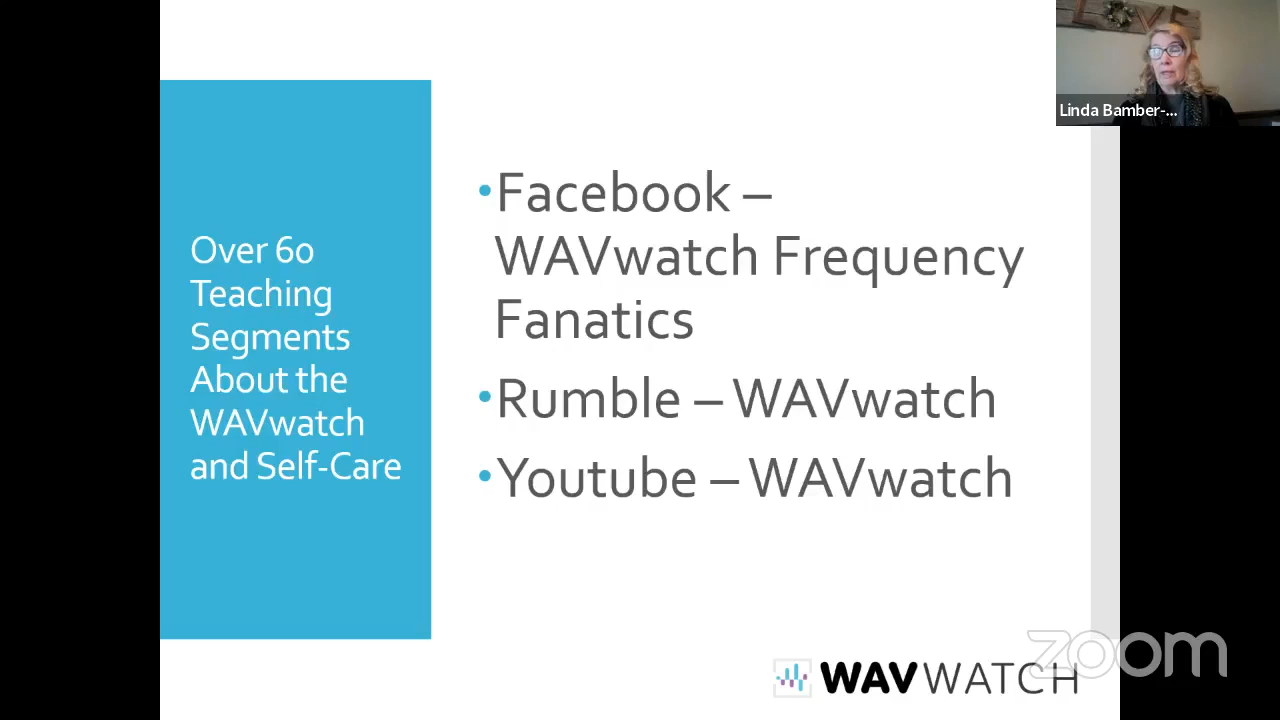 LOVE
Linda Bamber-...
Over 60
Teaching
Segments
About the
WAVwatch
and Self-Care
•Facebook –
WAVwatch Frequency
Fanatics
•Rumble – WAVwatch
•Youtube – WAVwatch
zoom
WAVWATCH